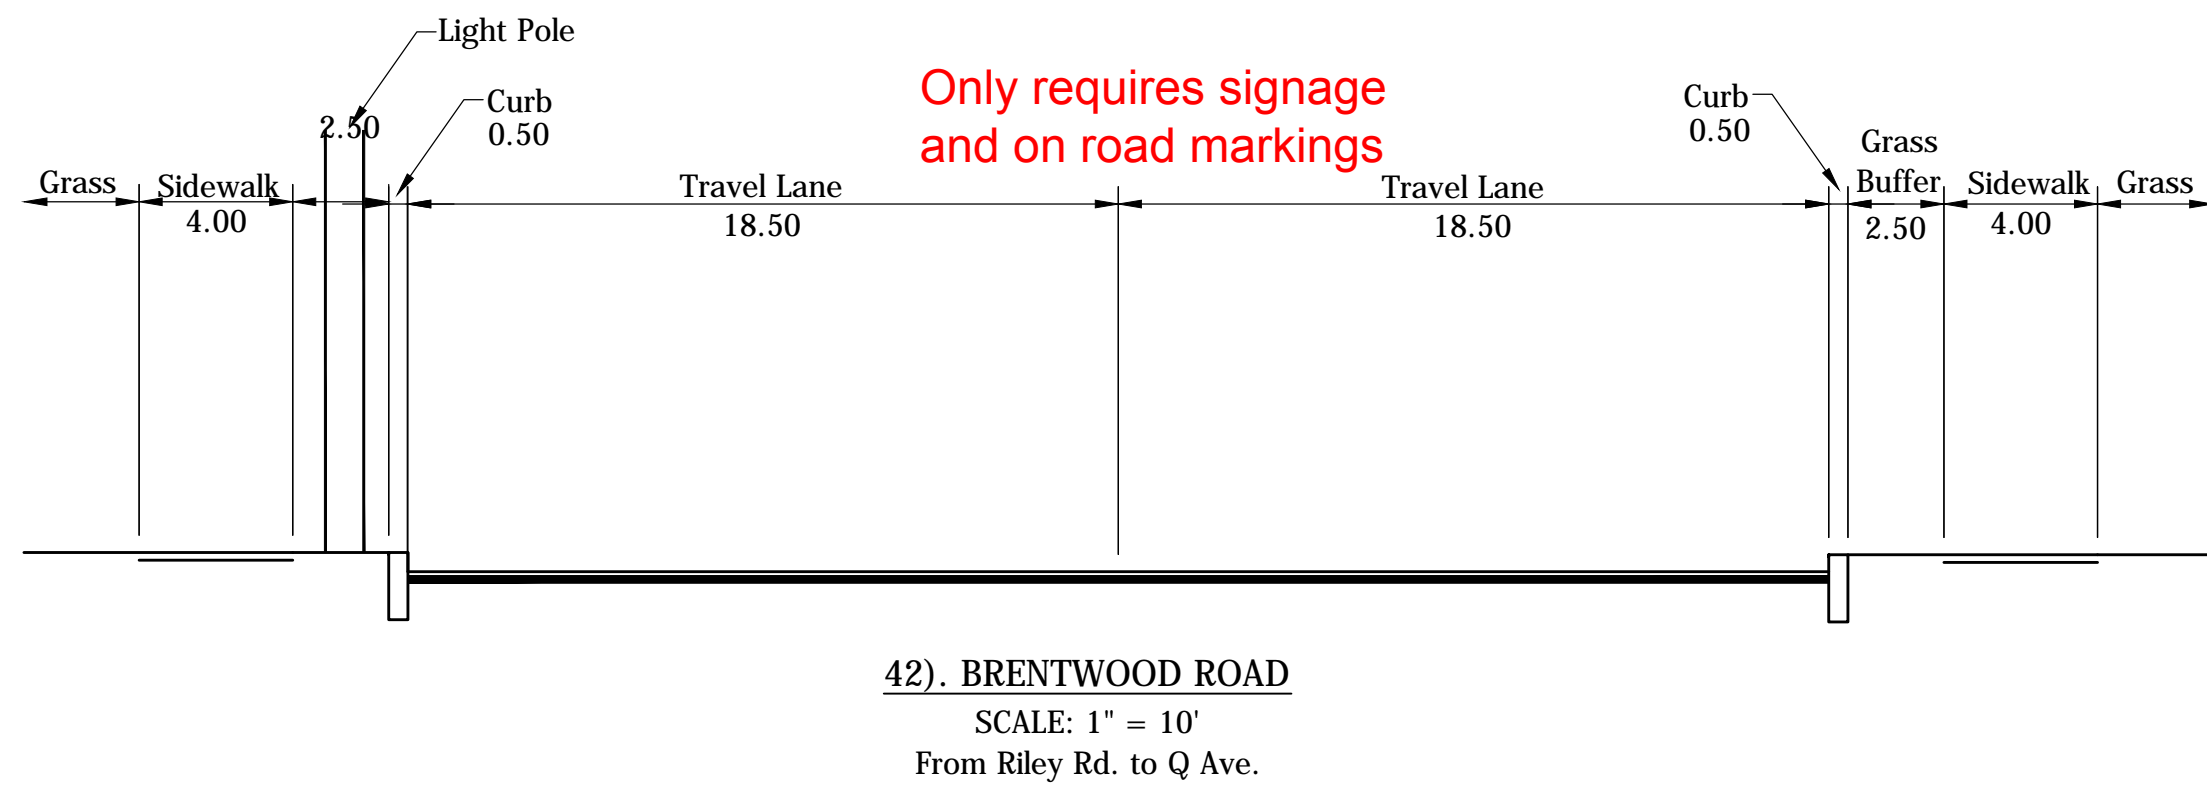 Light Pole
2.50
Curb
0.50
Only requires signage
and on road markings
Curb
0.50
Grass
Sidewalk
4.00
Travel Lane
18.50
Travel Lane
18.50
Grass
Buffer
2.50
Sidewalk
4.00
Grass
42). BRENTWOOD ROAD
SCALE: 1" = 10'
From Riley Rd. to Q Ave.